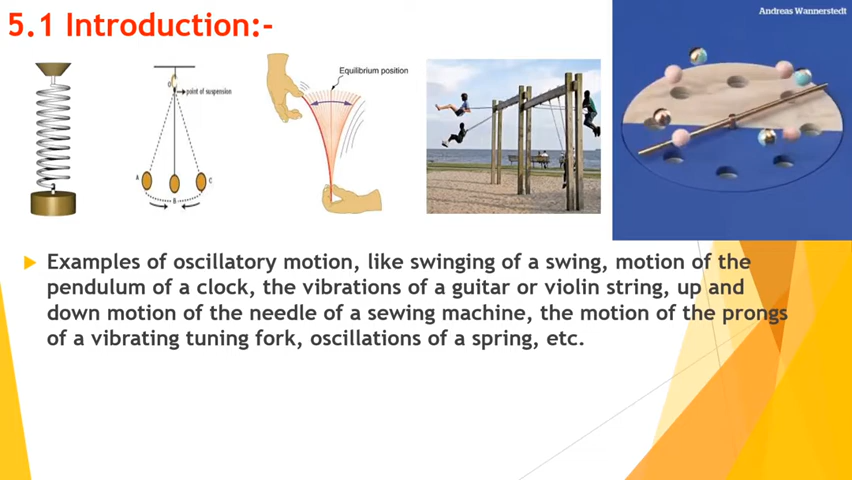 5.1 Introduction:-
Andreas Wannerstedt
Equilibrium position
O
point of suspension
A
C
B
Examples of oscillatory motion, like swinging of a swing, motion of the
pendulum of a clock, the vibrations of a guitar or violin string, up and
down motion of the needle of a sewing machine, the motion of the prongs
of a vibrating tuning fork, oscillations of a spring, etc.